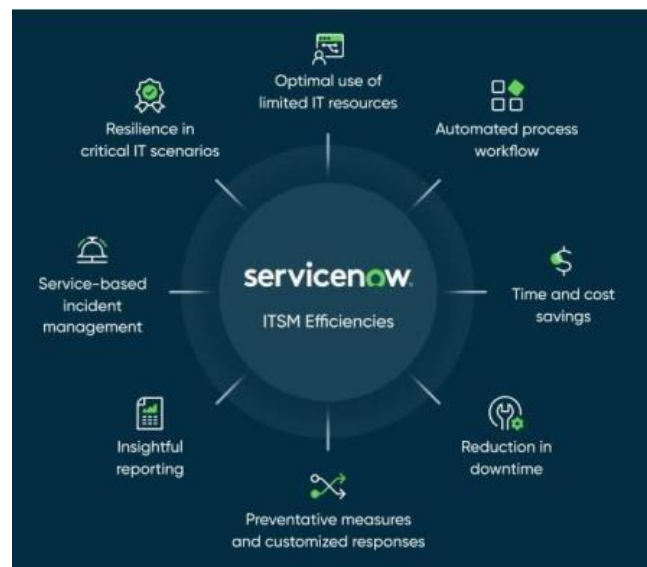 Optimal use of
limited IT resources
Resilience in
critical IT scenarios
Automated process
workflow
Service-based
incident
management
servicenow.
ITSM Efficiencies
Time and cost
savings
Insightful
reporting
Reduction in
downtime
Preventative measures
and customized responses